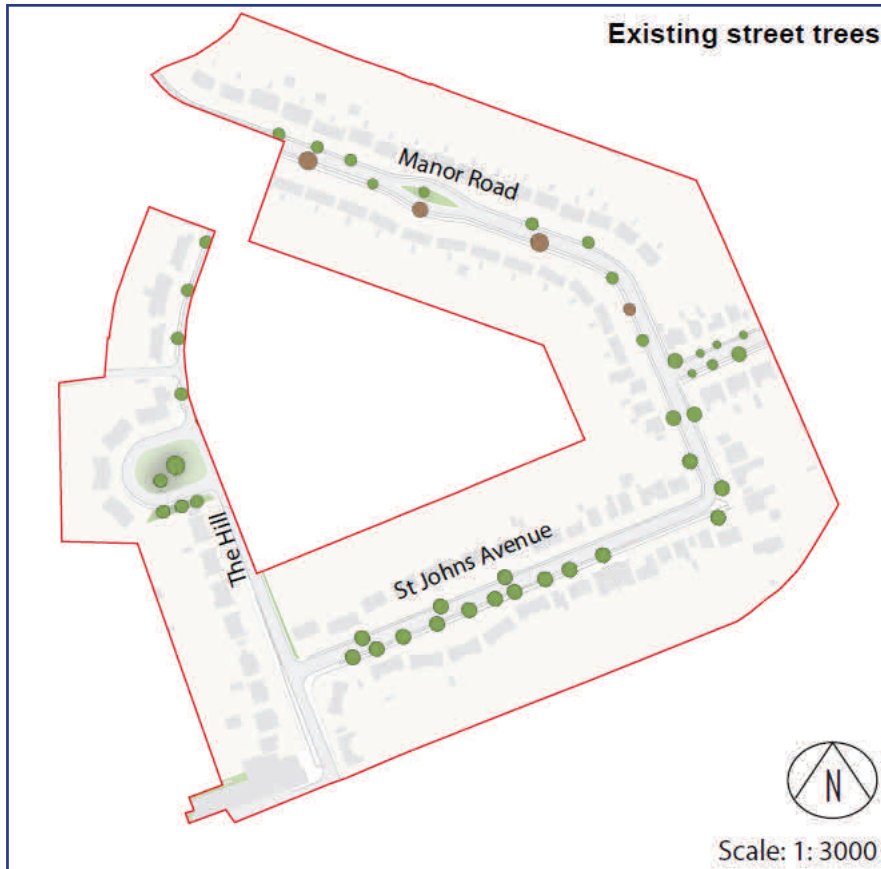 Existing street trees
Manor Road
The Hill
St Johns Avenue
N
Scale: 1: 3000